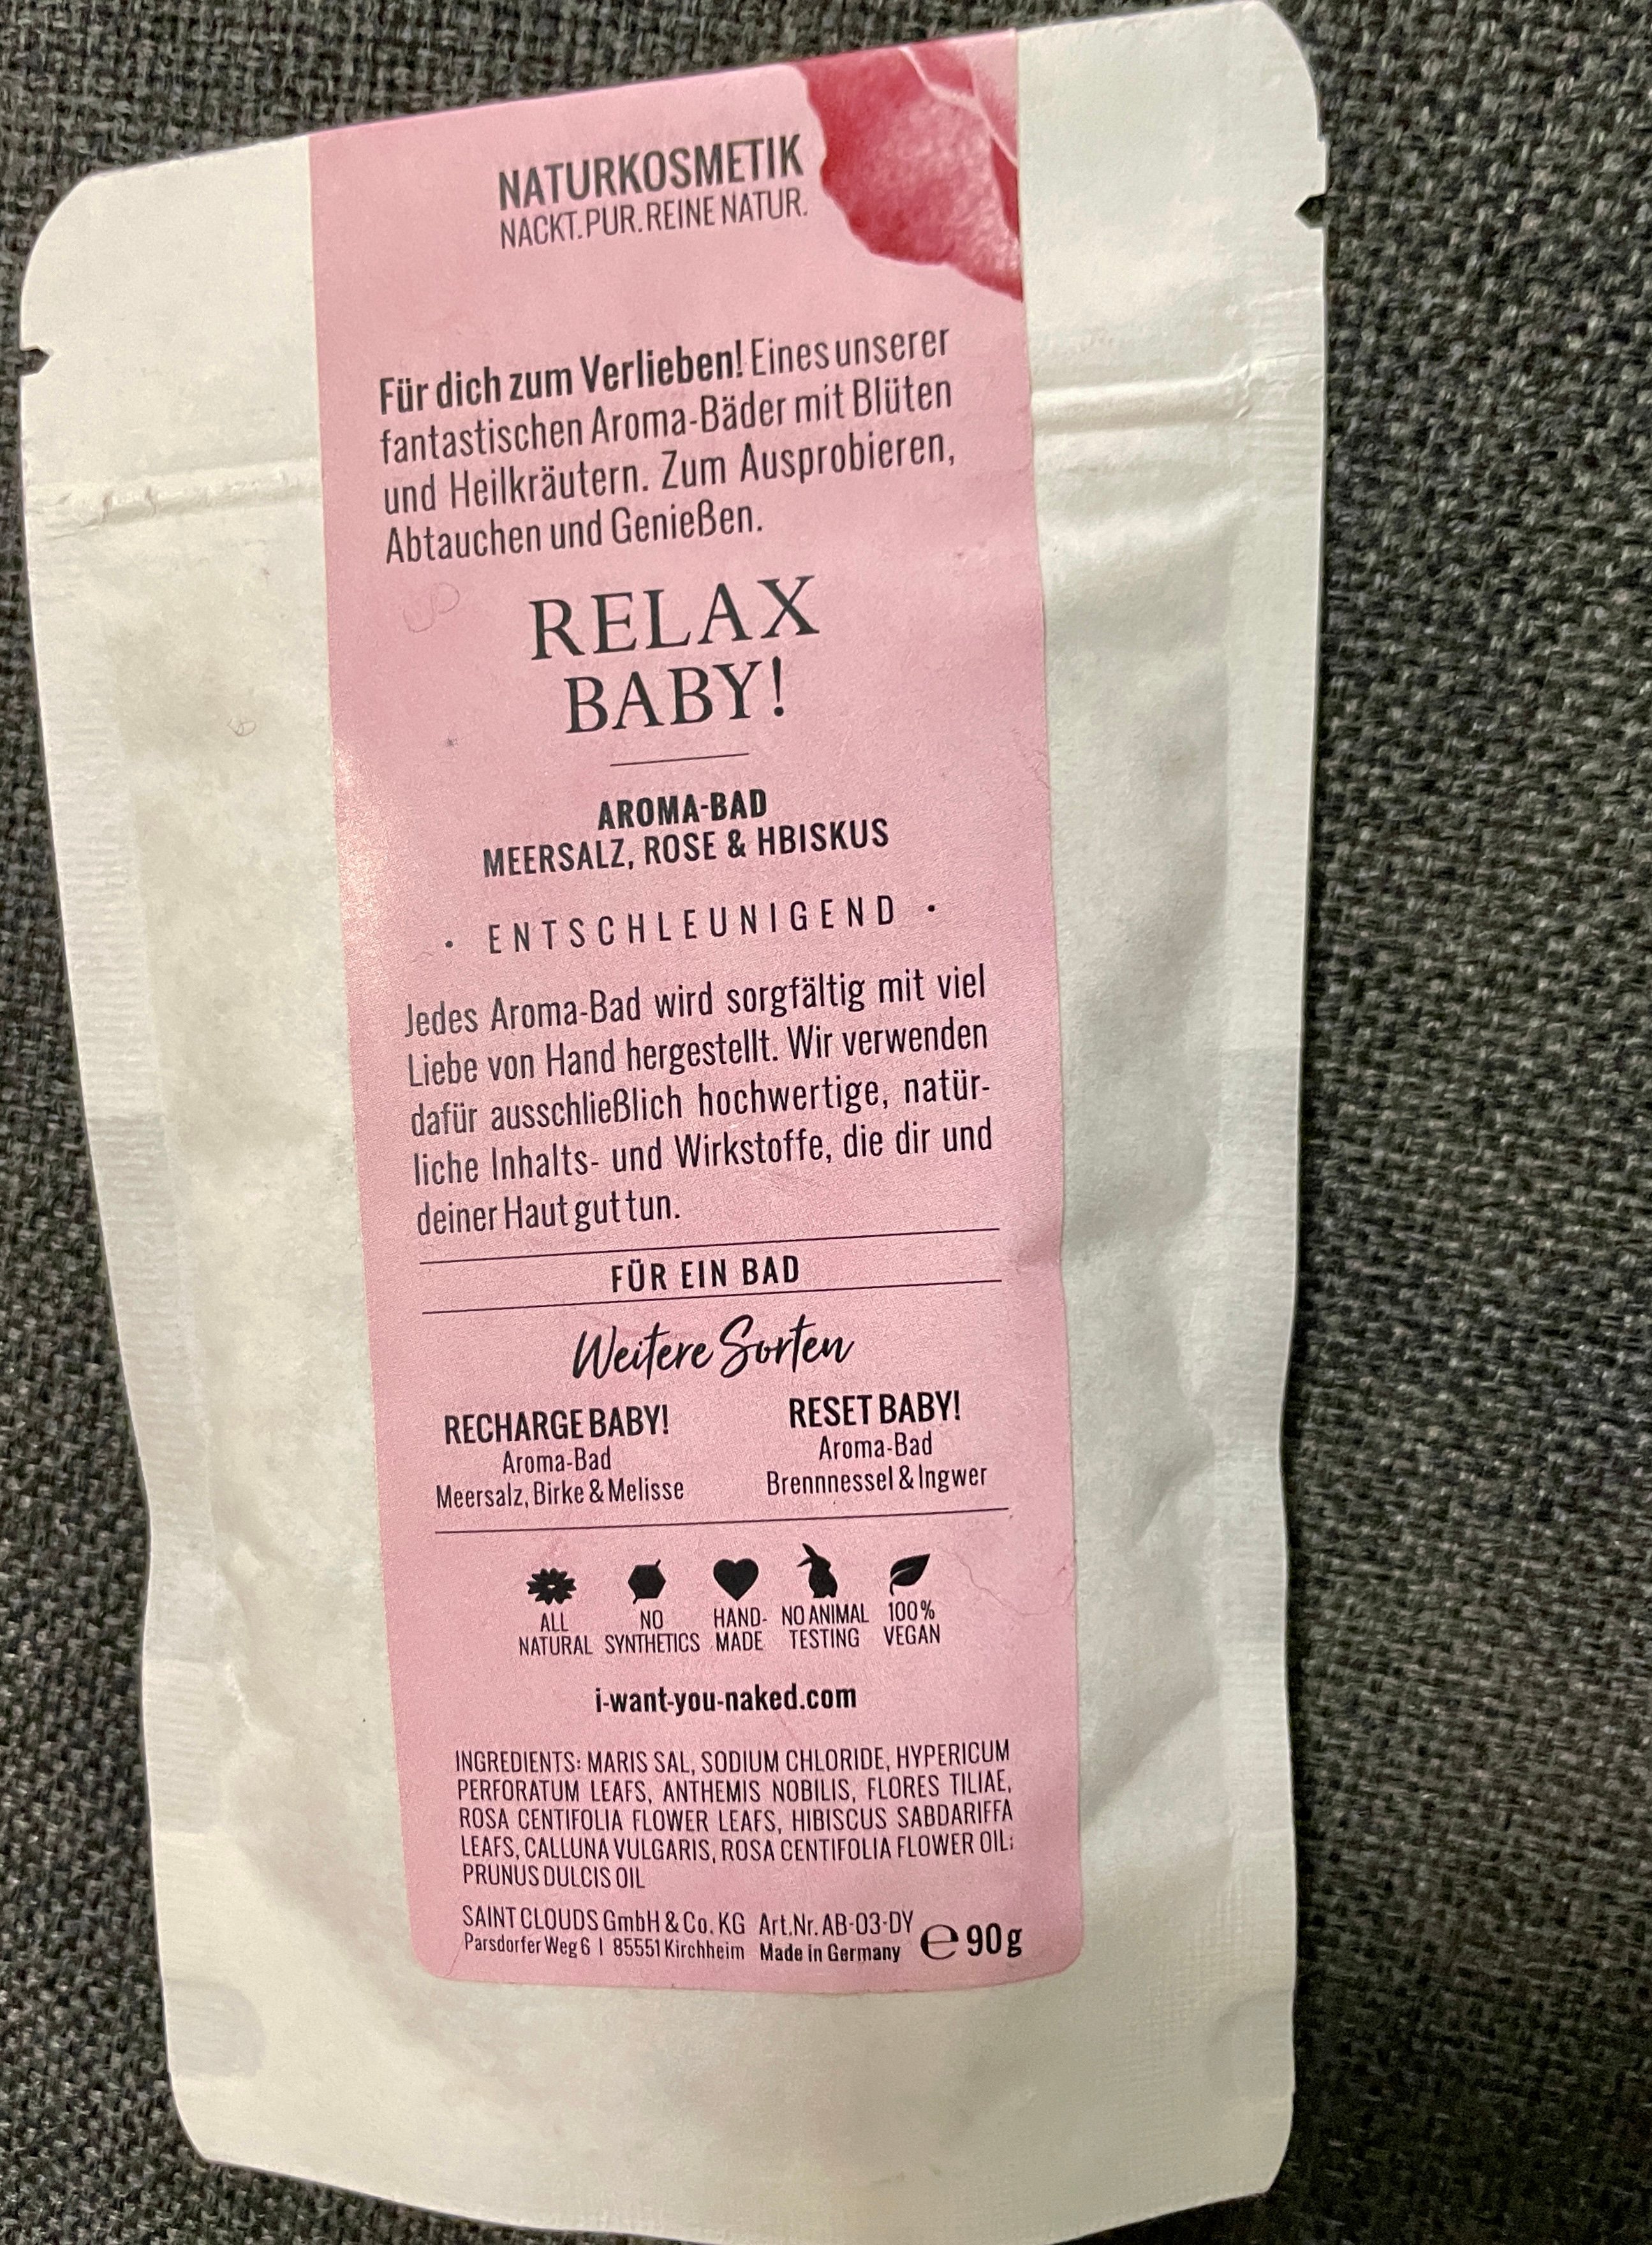 NATURKOSMETIK
NACKT. PUR. REINE NATUR.
Für dich zum Verlieben! Eines unserer
fantastischen Aroma-Bäder mit Blüten
und Heilkräutern. Zum Ausprobieren,
Abtauchen und Genießen.
RELAX
BABY!
AROMA-BAD
MEERSALZ, ROSE & HBISKUS
· ENTSCHLEUNIGEND ·
Jedes Aroma-Bad wird sorgfältig mit viel
Liebe von Hand hergestellt. Wir verwenden
dafür ausschließlich hochwertige, natür-
liche Inhalts- und Wirkstoffe, die dir und
deiner Haut gut tun.
FÜR EIN BAD
Weitere Sorten
RECHARGE BABY!
Aroma-Bad
Meersalz, Birke & Melisse
RESET BABY!
Aroma-Bad
Brennnessel & Ingwer
ALL
NATURAL
NO
SYNTHETICS
HAND-
MADE
NO ANIMAL
TESTING
100%
VEGAN
i-want-you-naked.com
INGREDIENTS: MARIS SAL, SODIUM CHLORIDE, HYPERICUM
PERFORATUM LEAFS, ANTHEMIS NOBILIS, FLORES TILIAE,
ROSA CENTIFOLIA FLOWER LEAFS, HIBISCUS SABDARIFFA
LEAFS, CALLUNA VULGARIS, ROSA CENTIFOLIA FLOWER OIL;
PRUNUS DULCIS OIL
SAINT CLOUDS GmbH & Co. KG Art.Nr. AB-03-DY
Parsdorfer Weg 6 | 85551 Kirchheim Made in Germany ℮ 90g